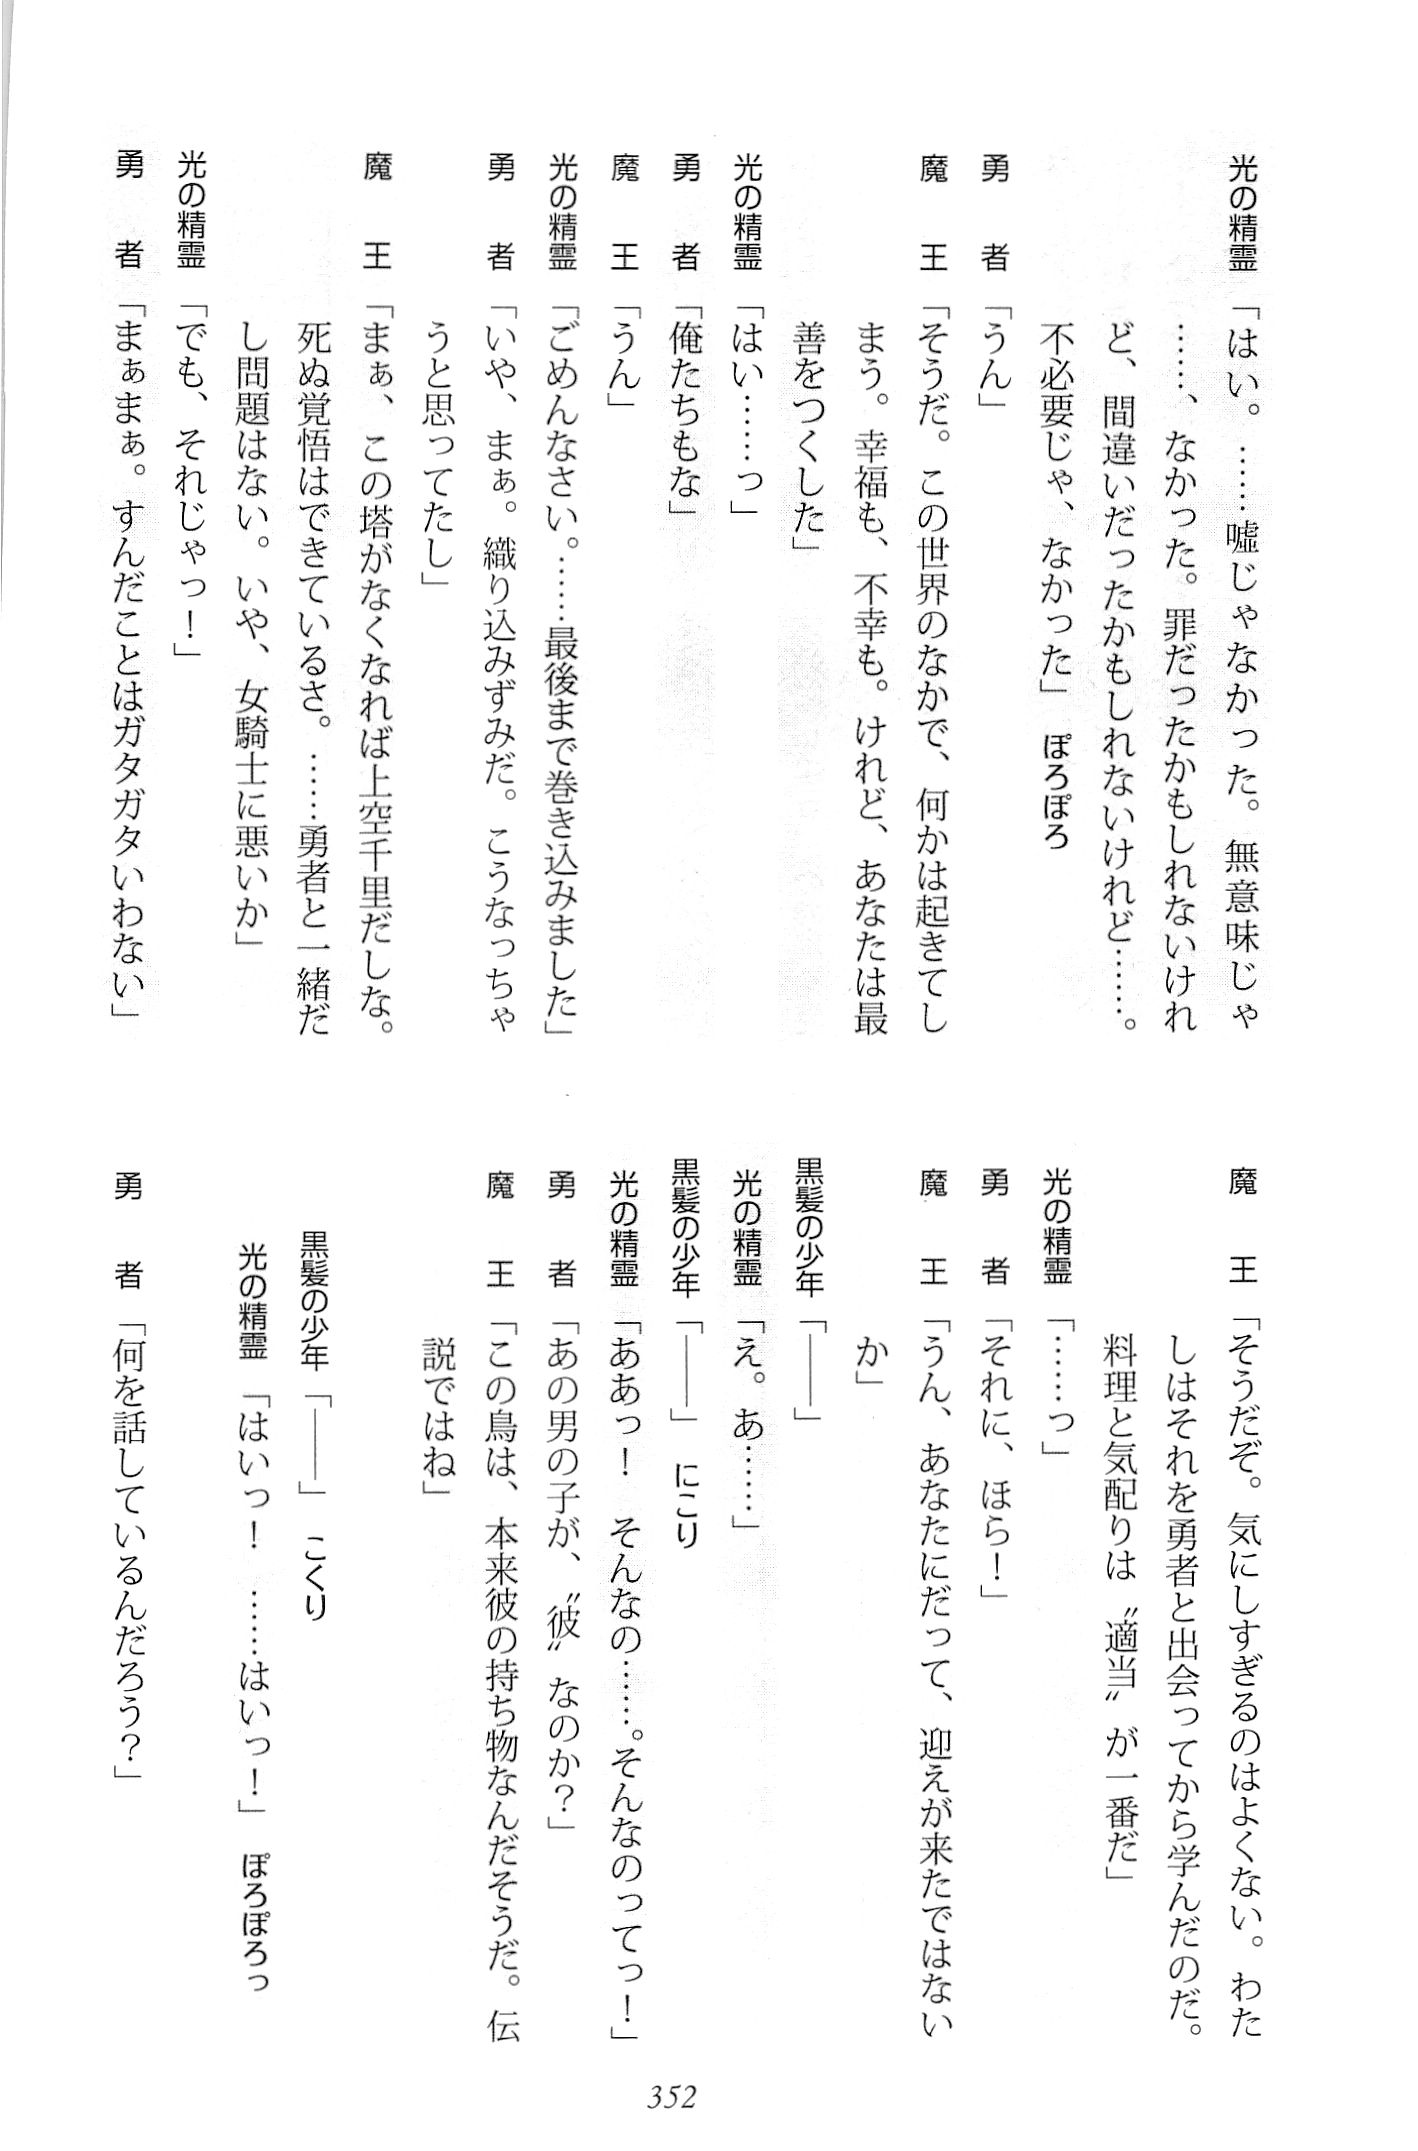 光の精霊「はい。……嘘じゃなかった。無意味じゃ
……、なかった。罪だったかもしれないけれ
ど、間違いだったかもしれないけれど……。
不必要じゃ、なかった」 ぽろぽろ
勇　者「うん」
魔　王「そうだ。この世界のなかで、何かは起きてし
まう。幸福も、不幸も。けれど、あなたは最
善をつくした」
光の精霊「はい……っ」
勇　者「俺たちもな」
魔　王「うん」
光の精霊「ごめんなさい。……最後まで巻き込みました」
勇　者「いや、まぁ。織り込みずみだ。こうなっちゃ
うと思ってたし」
魔　王「まぁ、この塔がなくなれば上空千里だしな。
死ぬ覚悟はできているさ。……勇者と一緒だ
し問題はない。いや、女騎士に悪いか」
光の精霊「でも、それじゃっ！」
勇　者「まぁまぁ。すんだことはガタガタいわない」
魔　王「そうだぞ。気にしすぎるのはよくない。わた
しはそれを勇者と出会ってから学んだのだ。
料理と気配りは〝適当〟が一番だ」
光の精霊「……っ」
勇　者「それに、ほら！」
魔　王「うん、あなたにだって、迎えが来たではない
か」
黒髪の少年「――」
光の精霊「え。あ……」
黒髪の少年「――」 にこり
光の精霊「ああっ！　そんなの……。そんなのってっ！」
勇　者「あの男の子が、〝彼〟なのか？」
魔　王「この鳥は、本来彼の持ち物なんだそうだ。伝
説ではね」
黒髪の少年「――」 こくり
光の精霊「はいっ！　……はいっ！」 ぽろぽろっ
勇　者「何を話しているんだろう？」
352